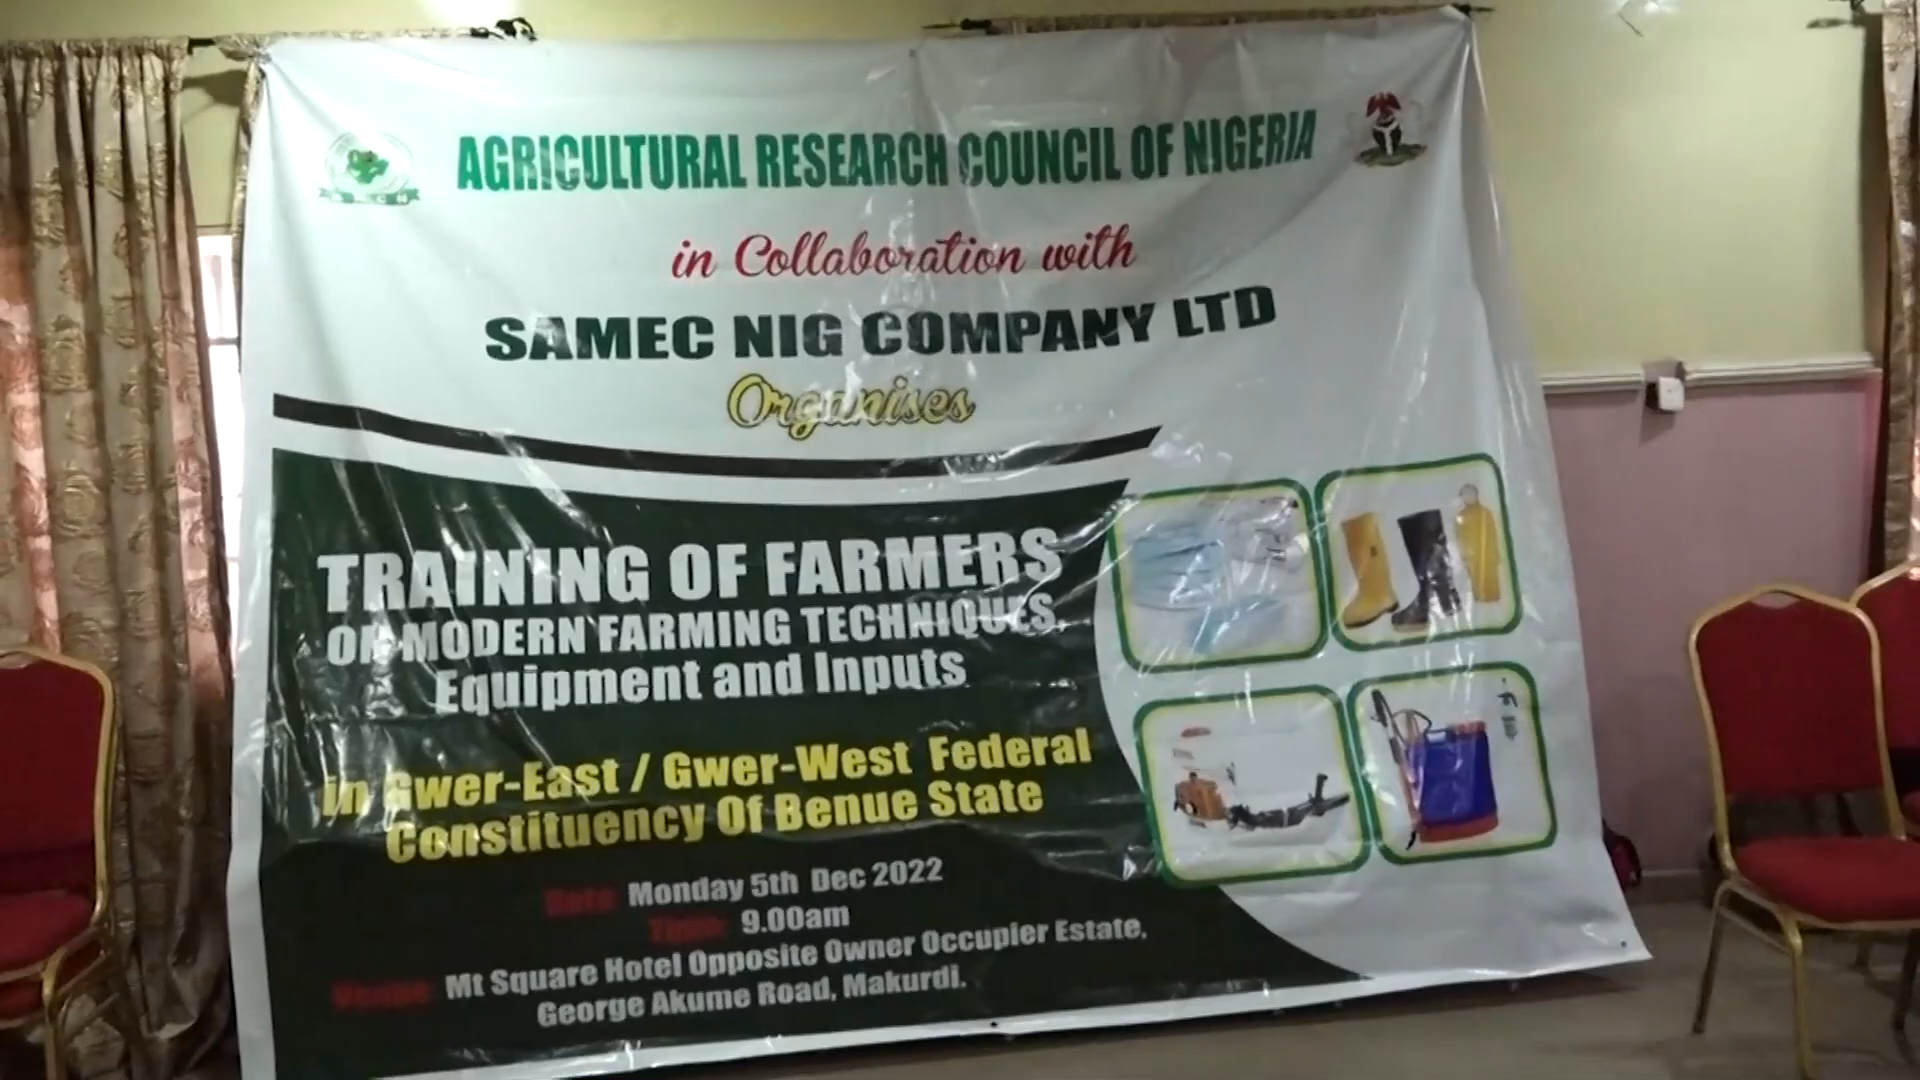 AGRICULTURAL RESEARCH COUNCIL OF NIGERIA
in Collaboration with
SAMEC NIG COMPANY LTD
Organises
TRAINING OF FARMERS
ON MODERN FARMING TECHNIQUES,
Equipment and Inputs
in Gwer-East / Gwer-West Federal
Constituency Of Benue State
Date: Monday 5th Dec 2022
Time: 9.00am
Venue: Mt Square Hotel Opposite Owner Occupier Estate,
George Akume Road, Makurdi.